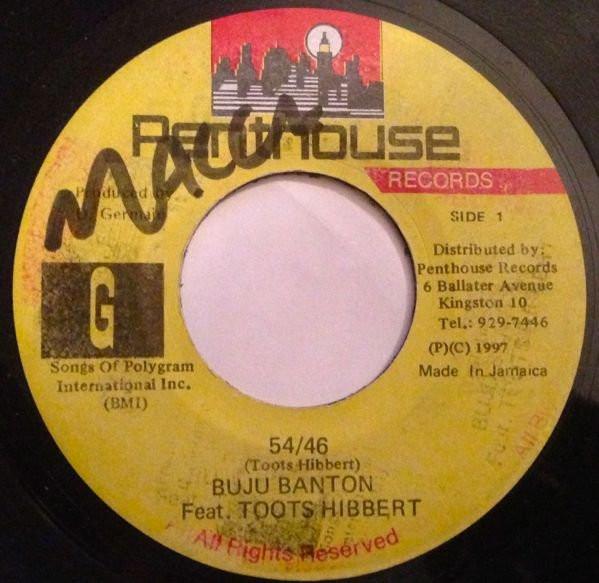 Penthouse
RECORDS
Macca
Produced by
D. Germain
G
Songs Of Polygram
International Inc.
(BMI)
SIDE 1
Distributed by:
Penthouse Records
6 Ballater Avenue
Kingston 10
Tel.: 929-7446
(P)(C) 1997
Made In Jamaica
54/46
(Toots Hibbert)
BUJU BANTON
Feat. TOOTS HIBBERT
All Rights Reserved